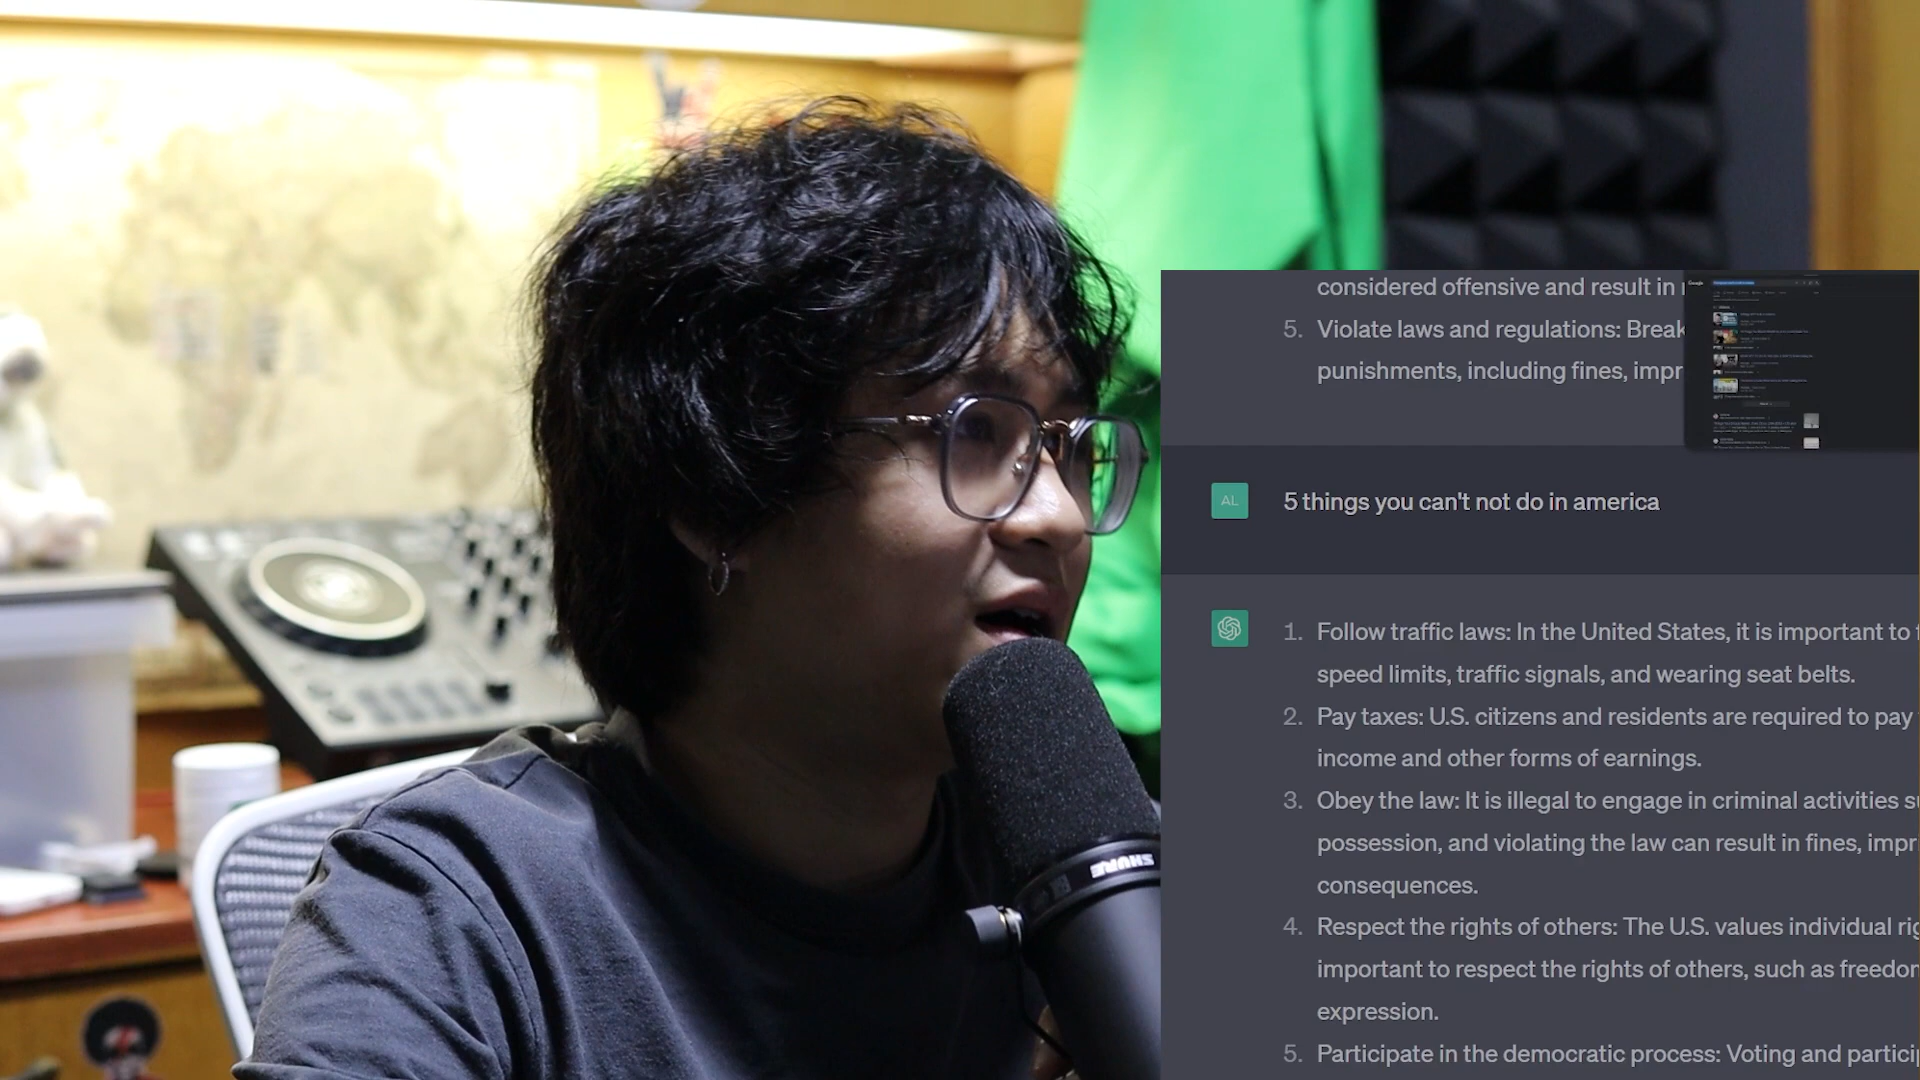 considered offensive and result in
5. Violate laws and regulations: Break
punishments, including fines, impr
AL
5 things you can't not do in america
1. Follow traffic laws: In the United States, it is important to
speed limits, traffic signals, and wearing seat belts.
2. Pay taxes: U.S. citizens and residents are required to pay
income and other forms of earnings.
3. Obey the law: It is illegal to engage in criminal activities
possession, and violating the law can result in fines, impr
consequences.
4. Respect the rights of others: The U.S. values individual
important to respect the rights of others, such as freedom
expression.
5. Participate in the democratic process: Voting and partici
SHURE
Google